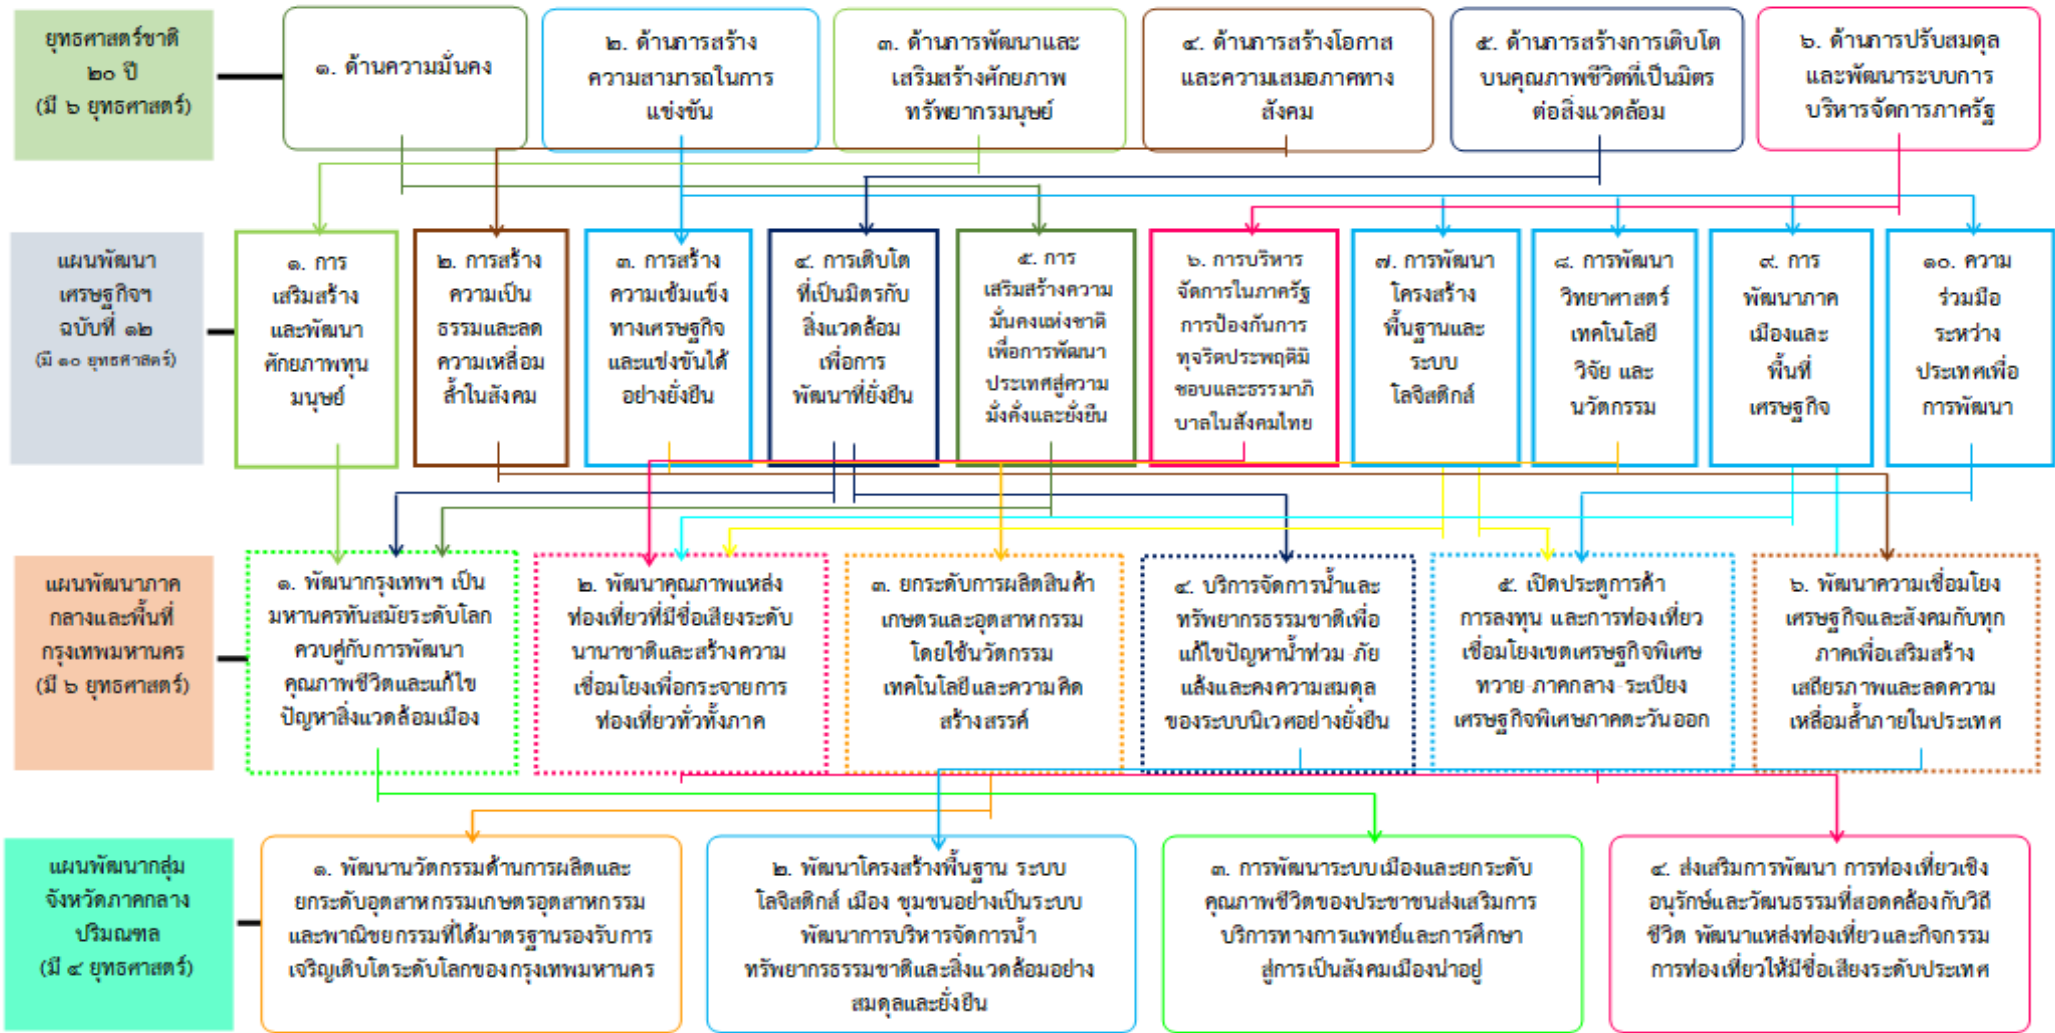 ยุทธศาสตร์ชาติ
๒๐ ปี
(มี ๖ ยุทธศาสตร์)
๑. ด้านความมั่นคง
๒. ด้านการสร้าง
ความสามารถในการ
แข่งขัน
๓. ด้านการพัฒนาและ
เสริมสร้างศักยภาพ
ทรัพยากรมนุษย์
๔. ด้านการสร้างโอกาส
และความเสมอภาคทาง
สังคม
๕. ด้านการสร้างการเติบโต
บนคุณภาพชีวิตที่เป็นมิตร
ต่อสิ่งแวดล้อม
๖. ด้านการปรับสมดุล
และพัฒนาระบบการ
บริหารจัดการภาครัฐ
แผนพัฒนา
เศรษฐกิจฯ
ฉบับที่ ๑๒
(มี ๑๐ ยุทธศาสตร์)
๑. การ
เสริมสร้าง
และพัฒนา
ศักยภาพทุน
มนุษย์
๒. การสร้าง
ความเป็น
ธรรมและลด
ความเหลื่อม
ล้ำในสังคม
๓. การสร้าง
ความเข้มแข็ง
ทางเศรษฐกิจ
และแข่งขันได้
อย่างยั่งยืน
๔. การเติบโต
ที่เป็นมิตรกับ
สิ่งแวดล้อม
เพื่อการ
พัฒนาที่ยั่งยืน
๕. การ
เสริมสร้างความ
มั่นคงแห่งชาติ
เพื่อการพัฒนา
ประเทศสู่ความ
มั่งคั่งและยั่งยืน
๖. การบริหาร
จัดการในภาครัฐ
การป้องกันการ
ทุจริตประพฤติมิ
ชอบและธรรมาภิ
บาลในสังคมไทย
๗. การพัฒนา
โครงสร้าง
พื้นฐานและ
ระบบ
โลจิสติกส์
๘. การพัฒนา
วิทยาศาสตร์
เทคโนโลยี
วิจัย และ
นวัตกรรม
๙. การ
พัฒนาภาค
เมืองและ
พื้นที่
เศรษฐกิจ
๑๐. ความ
ร่วมมือ
ระหว่าง
ประเทศเพื่อ
การพัฒนา
แผนพัฒนาภาค
กลางและพื้นที่
กรุงเทพมหานคร
(มี ๖ ยุทธศาสตร์)
๑. พัฒนากรุงเทพฯ เป็น
มหานครทันสมัยระดับโลก
ควบคู่กับการพัฒนา
คุณภาพชีวิตและแก้ไข
ปัญหาสิ่งแวดล้อมเมือง
๒. พัฒนาคุณภาพแหล่ง
ท่องเที่ยวที่มีชื่อเสียงระดับ
นานาชาติและสร้างความ
เชื่อมโยงเพื่อกระจายการ
ท่องเที่ยวทั่วทั้งภาค
๓. ยกระดับการผลิตสินค้า
เกษตรและอุตสาหกรรม
โดยใช้นวัตกรรม
เทคโนโลยีและความคิด
สร้างสรรค์
๔. บริการจัดการน้ำและ
ทรัพยากรธรรมชาติเพื่อ
แก้ไขปัญหาน้ำท่วม-ภัย
แล้งและคงความสมดุล
ของระบบนิเวศอย่างยั่งยืน
๕. เปิดประตูการค้า
การลงทุน และการท่องเที่ยว
เชื่อมโยงเขตเศรษฐกิจพิเศษ
ทวาย-ภาคกลาง-ระเบียง
เศรษฐกิจพิเศษภาคตะวันออก
๖. พัฒนาความเชื่อมโยง
เศรษฐกิจและสังคมกับทุก
ภาคเพื่อเสริมสร้าง
เสถียรภาพและลดความ
เหลื่อมล้ำภายในประเทศ
แผนพัฒนากลุ่ม
จังหวัดภาคกลาง
ปริมณฑล
(มี ๔ ยุทธศาสตร์)
๑. พัฒนานวัตกรรมด้านการผลิตและ
ยกระดับอุตสาหกรรมเกษตรอุตสาหกรรม
และพาณิชยกรรมที่ได้มาตรฐานรองรับการ
เจริญเติบโตระดับโลกของกรุงเทพมหานคร
๒. พัฒนาโครงสร้างพื้นฐาน ระบบ
โลจิสติกส์ เมือง ชุมชนอย่างเป็นระบบ
พัฒนาการบริหารจัดการน้ำ
ทรัพยากรธรรมชาติและสิ่งแวดล้อมอย่าง
สมดุลและยั่งยืน
๓. การพัฒนาระบบเมืองและยกระดับ
คุณภาพชีวิตของประชาชนส่งเสริมการ
บริการทางการแพทย์และการศึกษา
สู่การเป็นสังคมเมืองน่าอยู่
๔. ส่งเสริมการพัฒนา การท่องเที่ยวเชิง
อนุรักษ์และวัฒนธรรมที่สอดคล้องกับวิถี
ชีวิต พัฒนาแหล่งท่องเที่ยวและกิจกรรม
การท่องเที่ยวให้มีชื่อเสียงระดับประเทศ